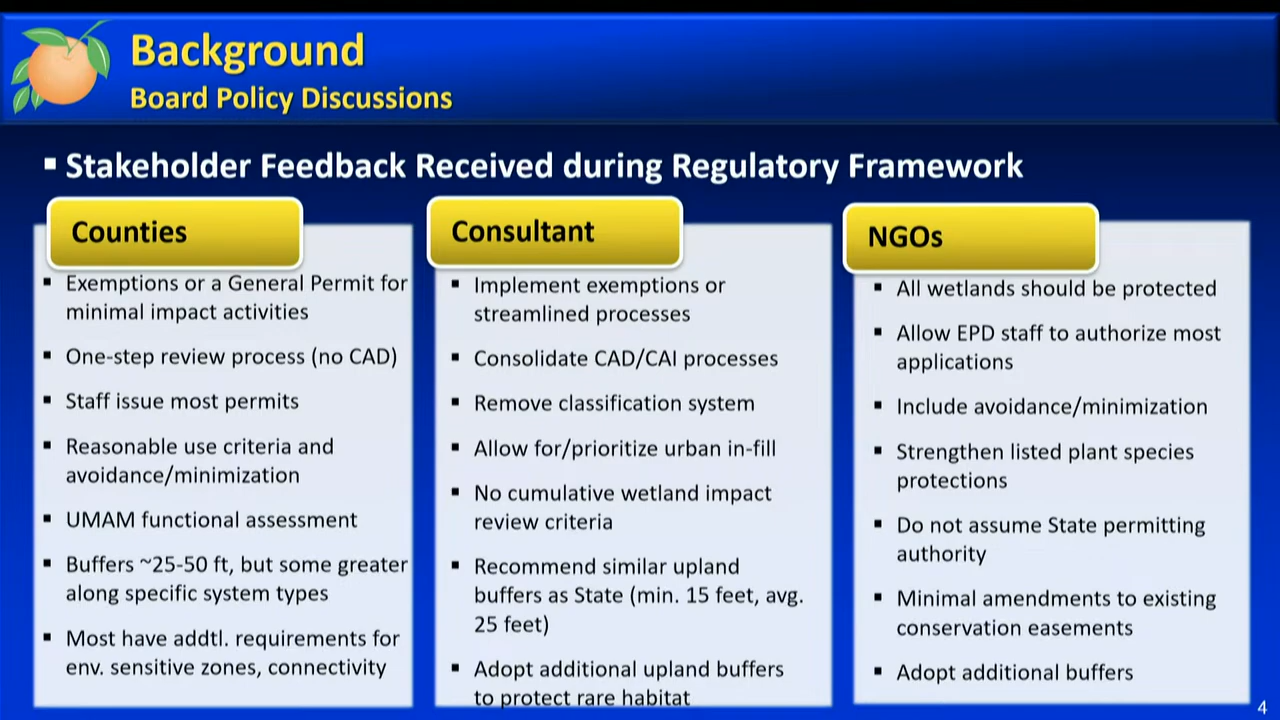 Background
Board Policy Discussions
▪ Stakeholder Feedback Received during Regulatory Framework
Counties
▪ Exemptions or a General Permit for
minimal impact activities
▪ One-step review process (no CAD)
▪ Staff issue most permits
▪ Reasonable use criteria and
avoidance/minimization
▪ UMAM functional assessment
▪ Buffers ~25-50 ft, but some greater
along specific system types
▪ Most have addtl. requirements for
env. sensitive zones, connectivity
Consultant
▪ Implement exemptions or
streamlined processes
▪ Consolidate CAD/CAI processes
▪ Remove classification system
▪ Allow for/prioritize urban in-fill
▪ No cumulative wetland impact
review criteria
▪ Recommend similar upland
buffers as State (min. 15 feet, avg.
25 feet)
▪ Adopt additional upland buffers
to protect rare habitat
NGOs
▪ All wetlands should be protected
▪ Allow EPD staff to authorize most
applications
▪ Include avoidance/minimization
▪ Strengthen listed plant species
protections
▪ Do not assume State permitting
authority
▪ Minimal amendments to existing
conservation easements
▪ Adopt additional buffers
4